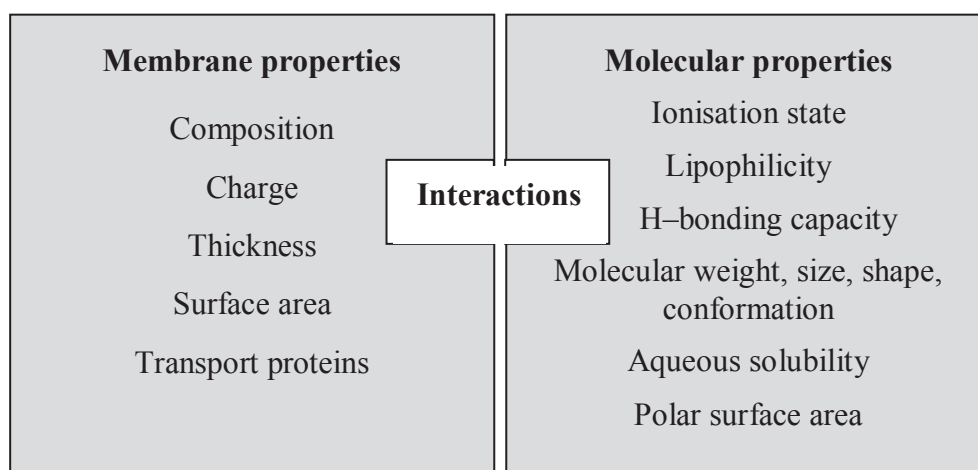 Membrane properties
Composition
Charge
Thickness
Surface area
Transport proteins
Interactions
Molecular properties
Ionisation state
Lipophilicity
H–bonding capacity
Molecular weight, size, shape,
conformation
Aqueous solubility
Polar surface area